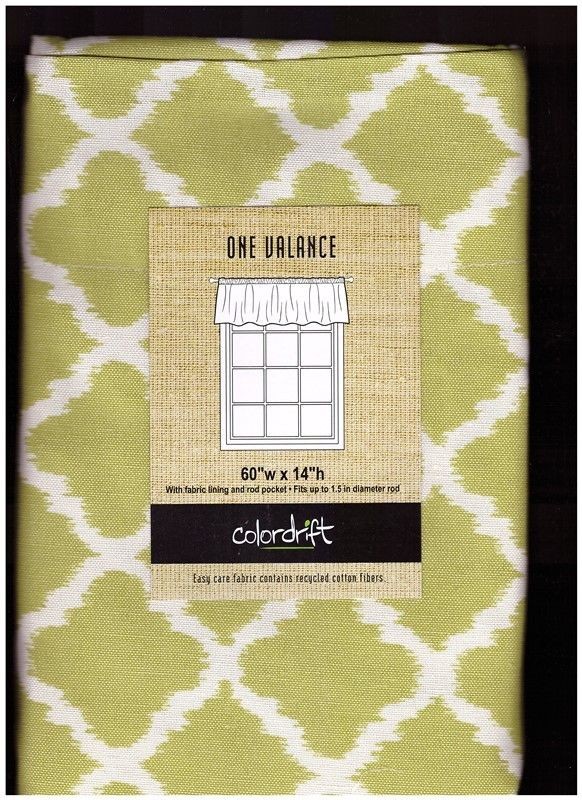 ONE VALANCE
60"w x 14"h
With fabric lining and rod pocket • Fits up to 1.5 in diameter rod
colordrift
Easy care fabric contains recycled cotton fibers.